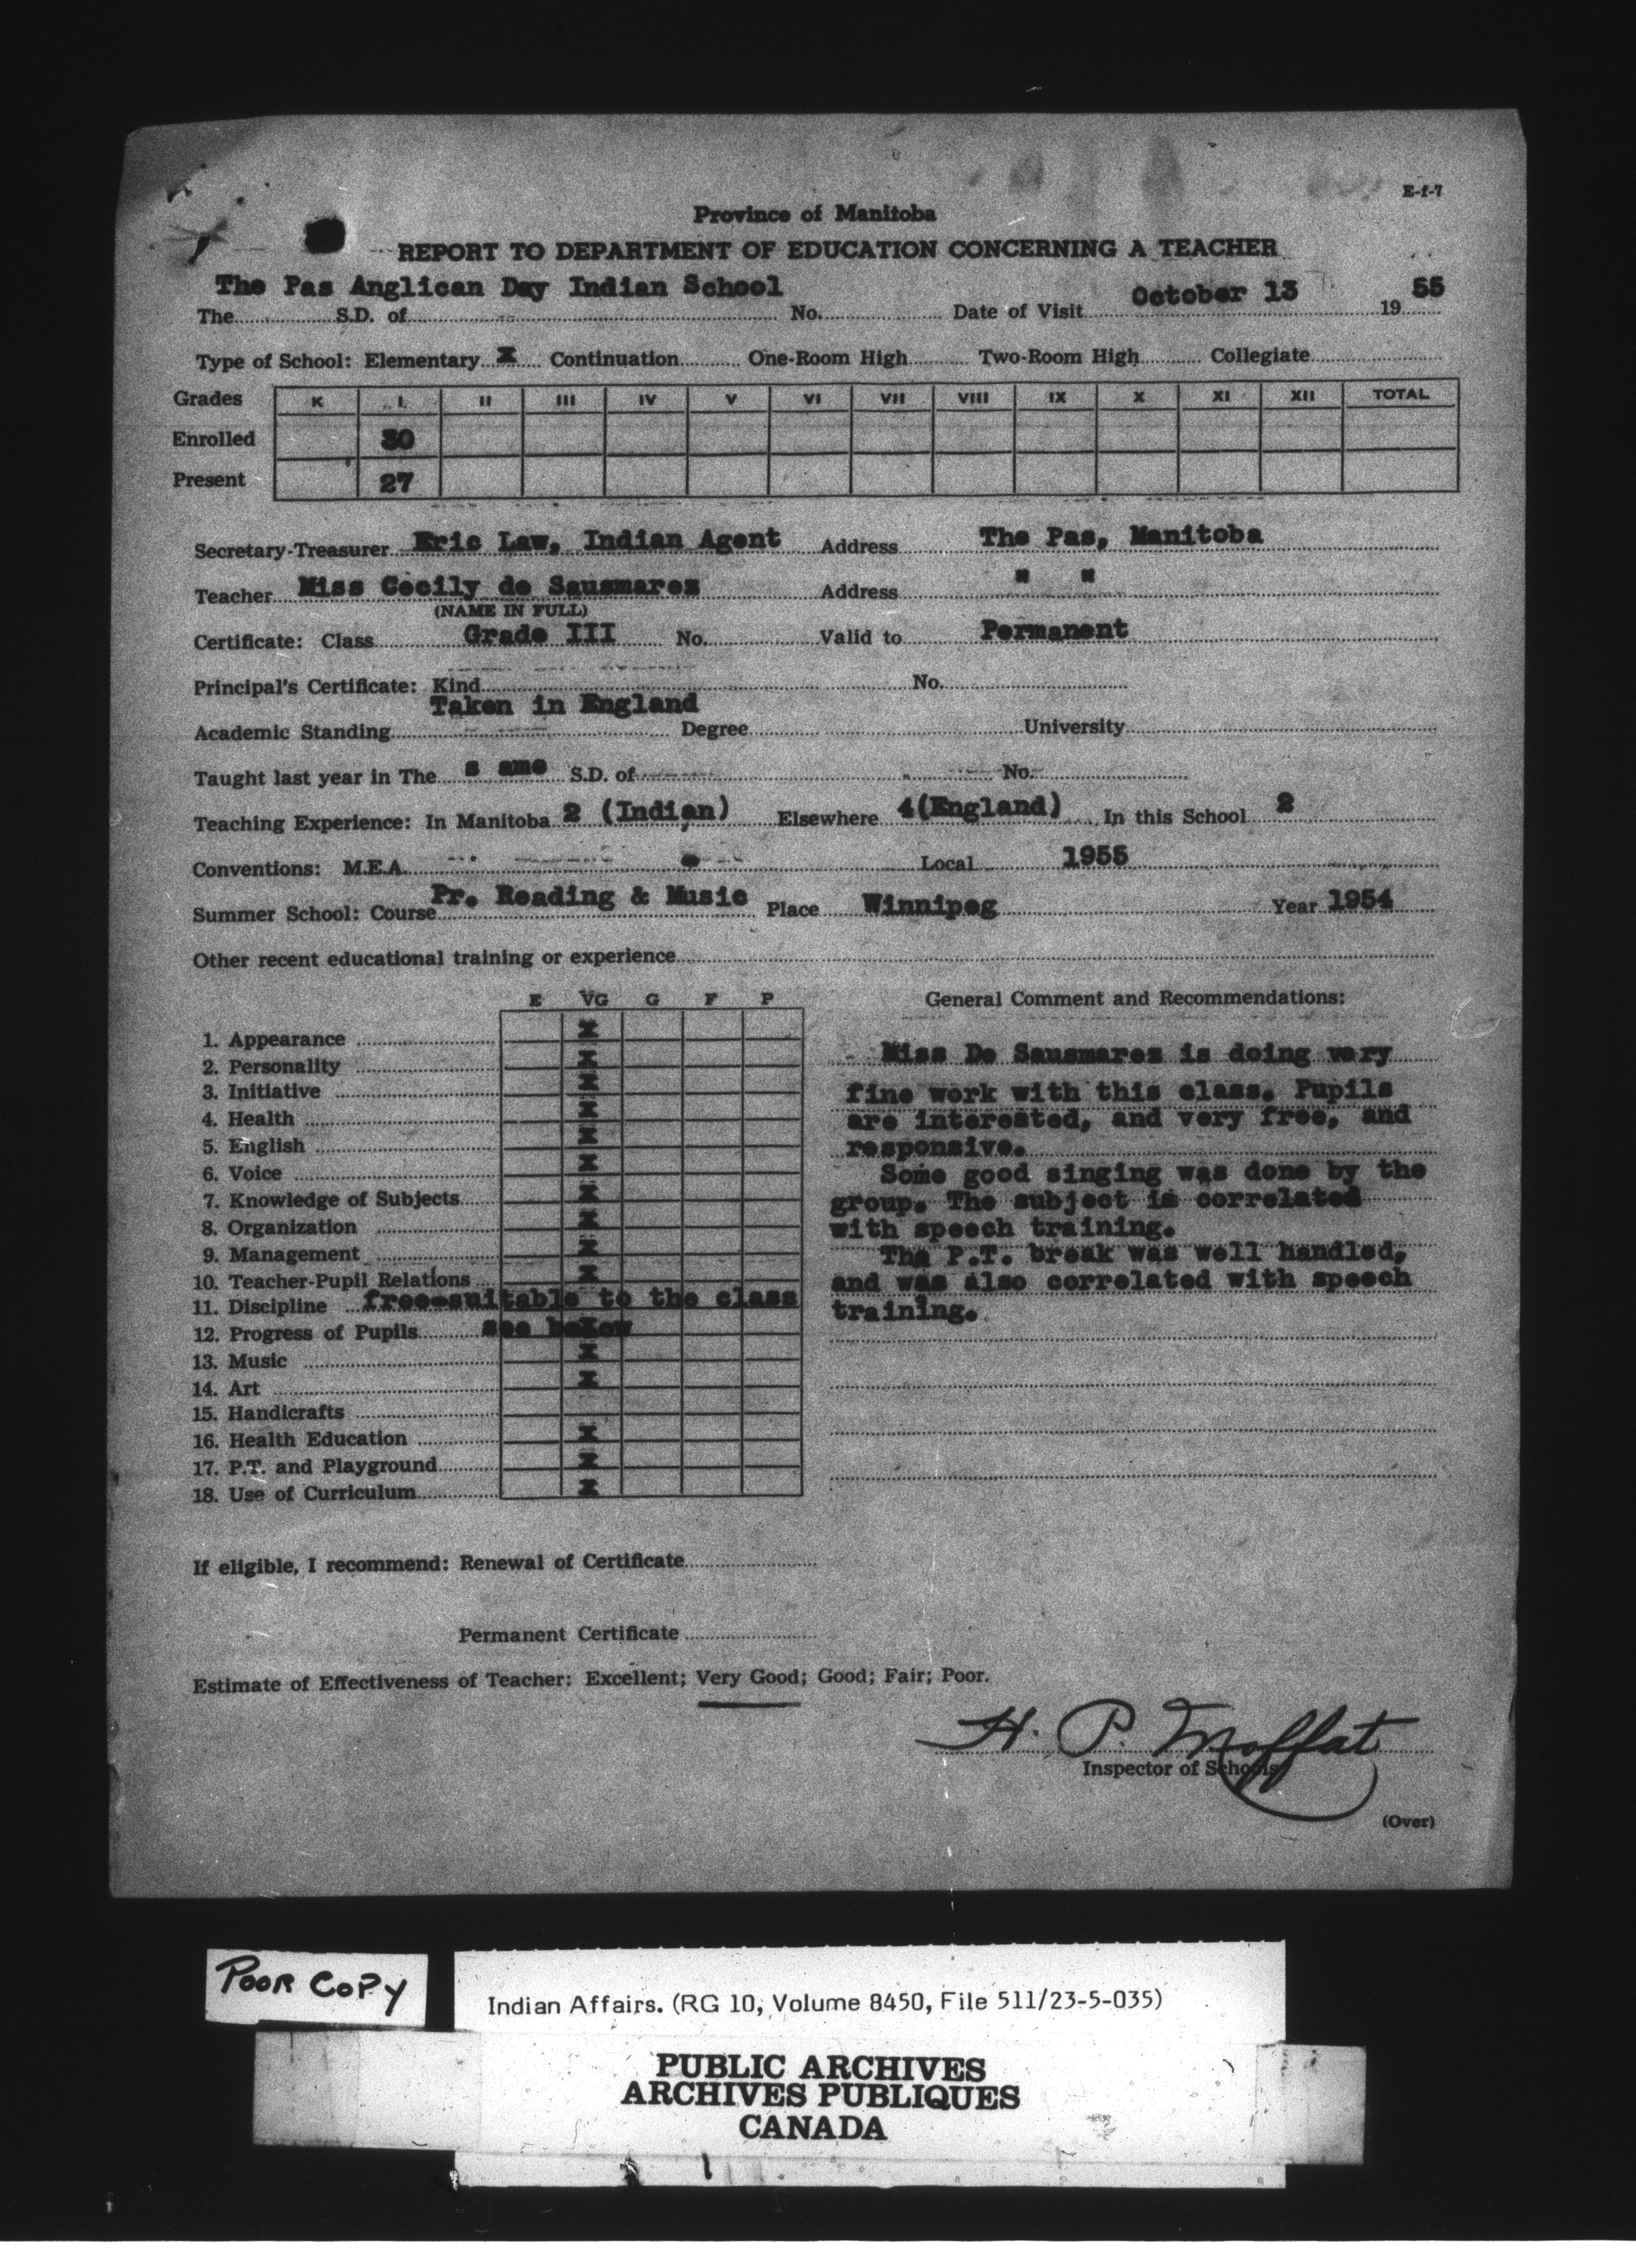 E-f-7
Province of Manitoba
REPORT TO DEPARTMENT OF EDUCATION CONCERNING A TEACHER
The Pas Anglican Day Indian School October 13 55
The S.D. of No. Date of Visit 19
Type of School: Elementary X Continuation One-Room High Two-Room High Collegiate
Grades K I II III IV V VI VII VIII IX X XI XII TOTAL
Enrolled 30
Present 27
Secretary-Treasurer Eric Law, Indian Agent Address The Pas, Manitoba
Teacher Miss Cecily de Sausmarez Address " "
(NAME IN FULL)
Certificate: Class Grade III No. Valid to Permanent
Principal's Certificate: Kind No.
Taken in England
Academic Standing Degree University
Taught last year in The s ame S.D. of No.
Teaching Experience: In Manitoba 2 (Indian) Elsewhere 4(England) In this School 2
Conventions: M.E.A. Local 1955
Summer School: Course Pr. Reading & Music Place Winnipeg Year 1954
Other recent educational training or experience
E VG G F P
1. Appearance X
2. Personality X
3. Initiative X
4. Health X
5. English X
6. Voice X
7. Knowledge of Subjects X
8. Organization X
9. Management X
10. Teacher-Pupil Relations X
11. Discipline free-suitable to the class
12. Progress of Pupils see below
13. Music X
14. Art X
15. Handicrafts
16. Health Education X
17. P.T. and Playground X
18. Use of Curriculum X
General Comment and Recommendations:
Miss De Sausmarez is doing very
fine work with this class. Pupils
are interested, and very free, and
responsive.
Some good singing was done by the
group. The subject is correlated
with speech training.
The P.T. break was well handled,
and was also correlated with speech
training.
If eligible, I recommend: Renewal of Certificate
Permanent Certificate
Estimate of Effectiveness of Teacher: Excellent; Very Good; Good; Fair; Poor.
H. P. Moffat
Inspector of Schools
(Over)
POOR COPY
Indian Affairs. (RG 10, Volume 8450, File 511/23-5-035)
PUBLIC ARCHIVES
ARCHIVES PUBLIQUES
CANADA